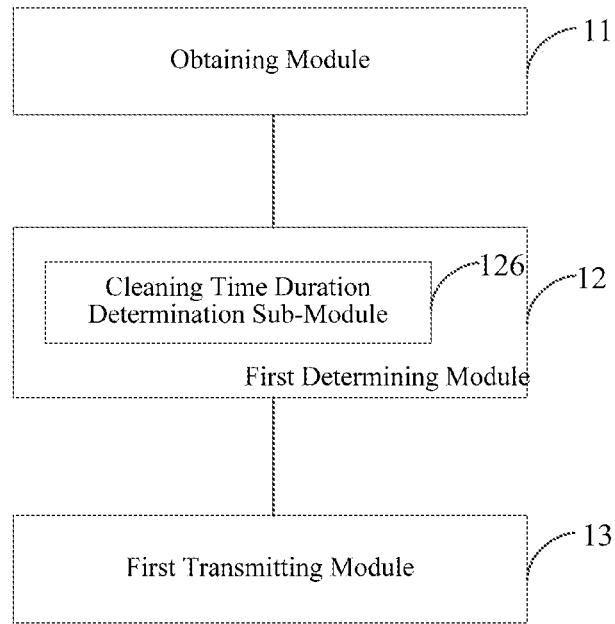 11
Obtaining Module
126
12
Cleaning Time Duration
Determination Sub-Module
First Determining Module
13
First Transmitting Module